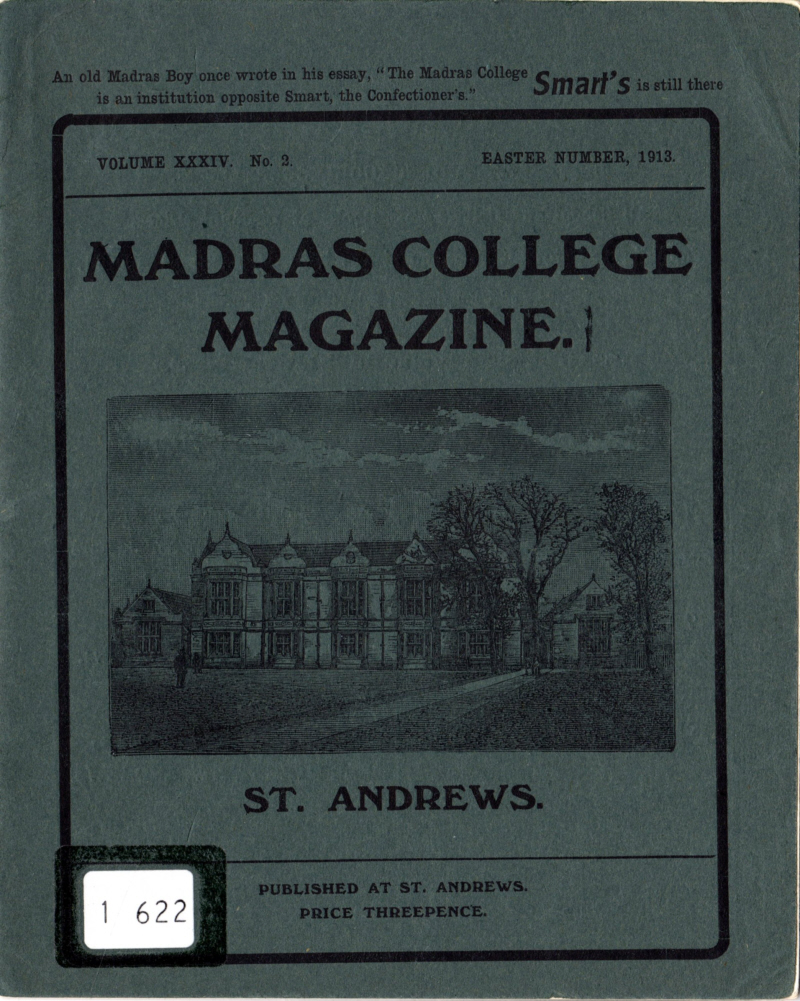 An old Madras Boy once wrote in his essay, "The Madras College
is an institution opposite Smart, the Confectioner's."
Smart's is still there
VOLUME XXXIV. No. 2.
EASTER NUMBER, 1913.
MADRAS COLLEGE
MAGAZINE.
ST. ANDREWS.
PUBLISHED AT ST. ANDREWS.
PRICE THREEPENCE.
1 622